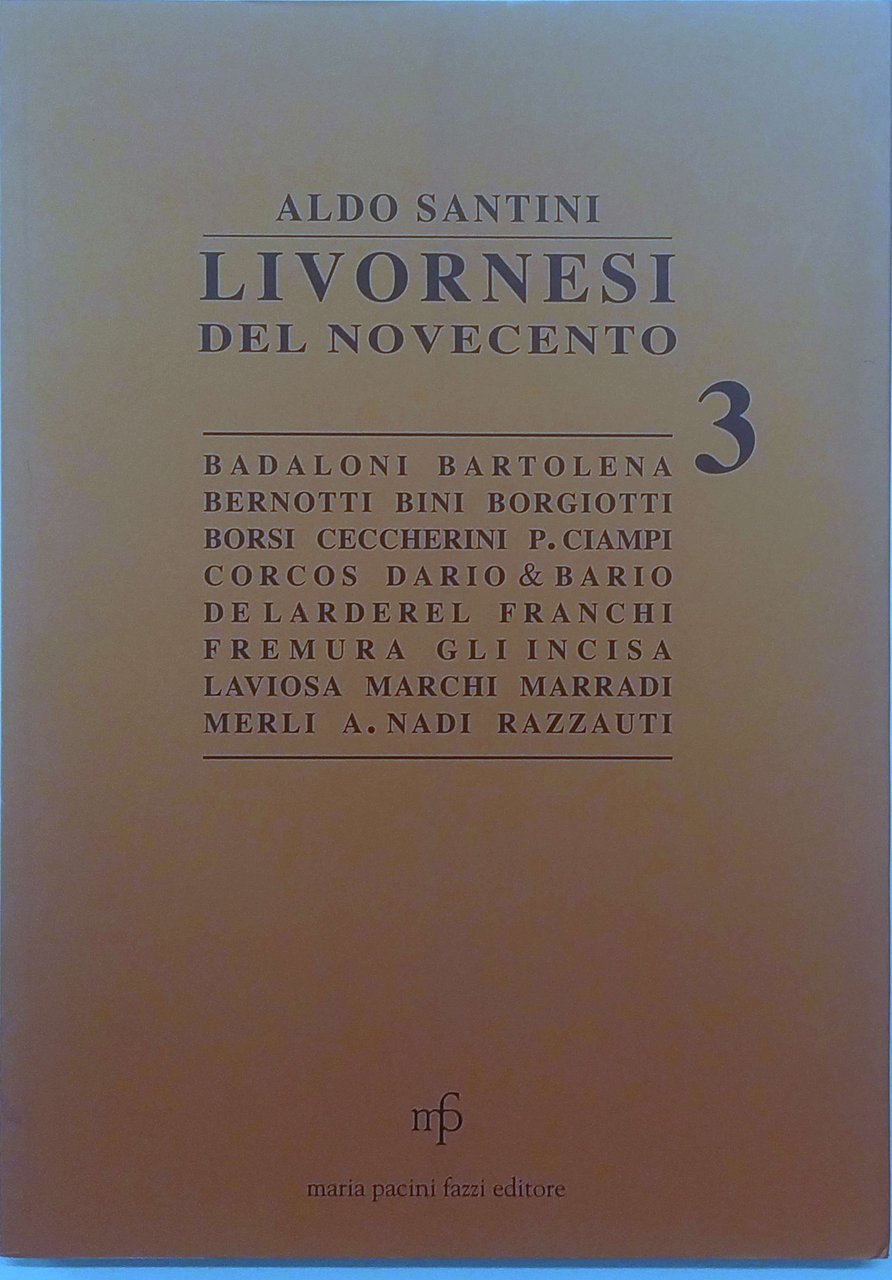 ALDO SANTINI
LIVORNESI
DEL NOVECENTO
3
BADALONI BARTOLENA
BERNOTTI BINI BORGIOTTI
BORSI CECCHERINI P. CIAMPI
CORCOS DARIO & BARIO
DE LARDEREL FRANCHI
FREMURA GLI INCISA
LAVIOSA MARCHI MARRADI
MERLI A. NADI RAZZAUTI
mpf
maria pacini fazzi editore